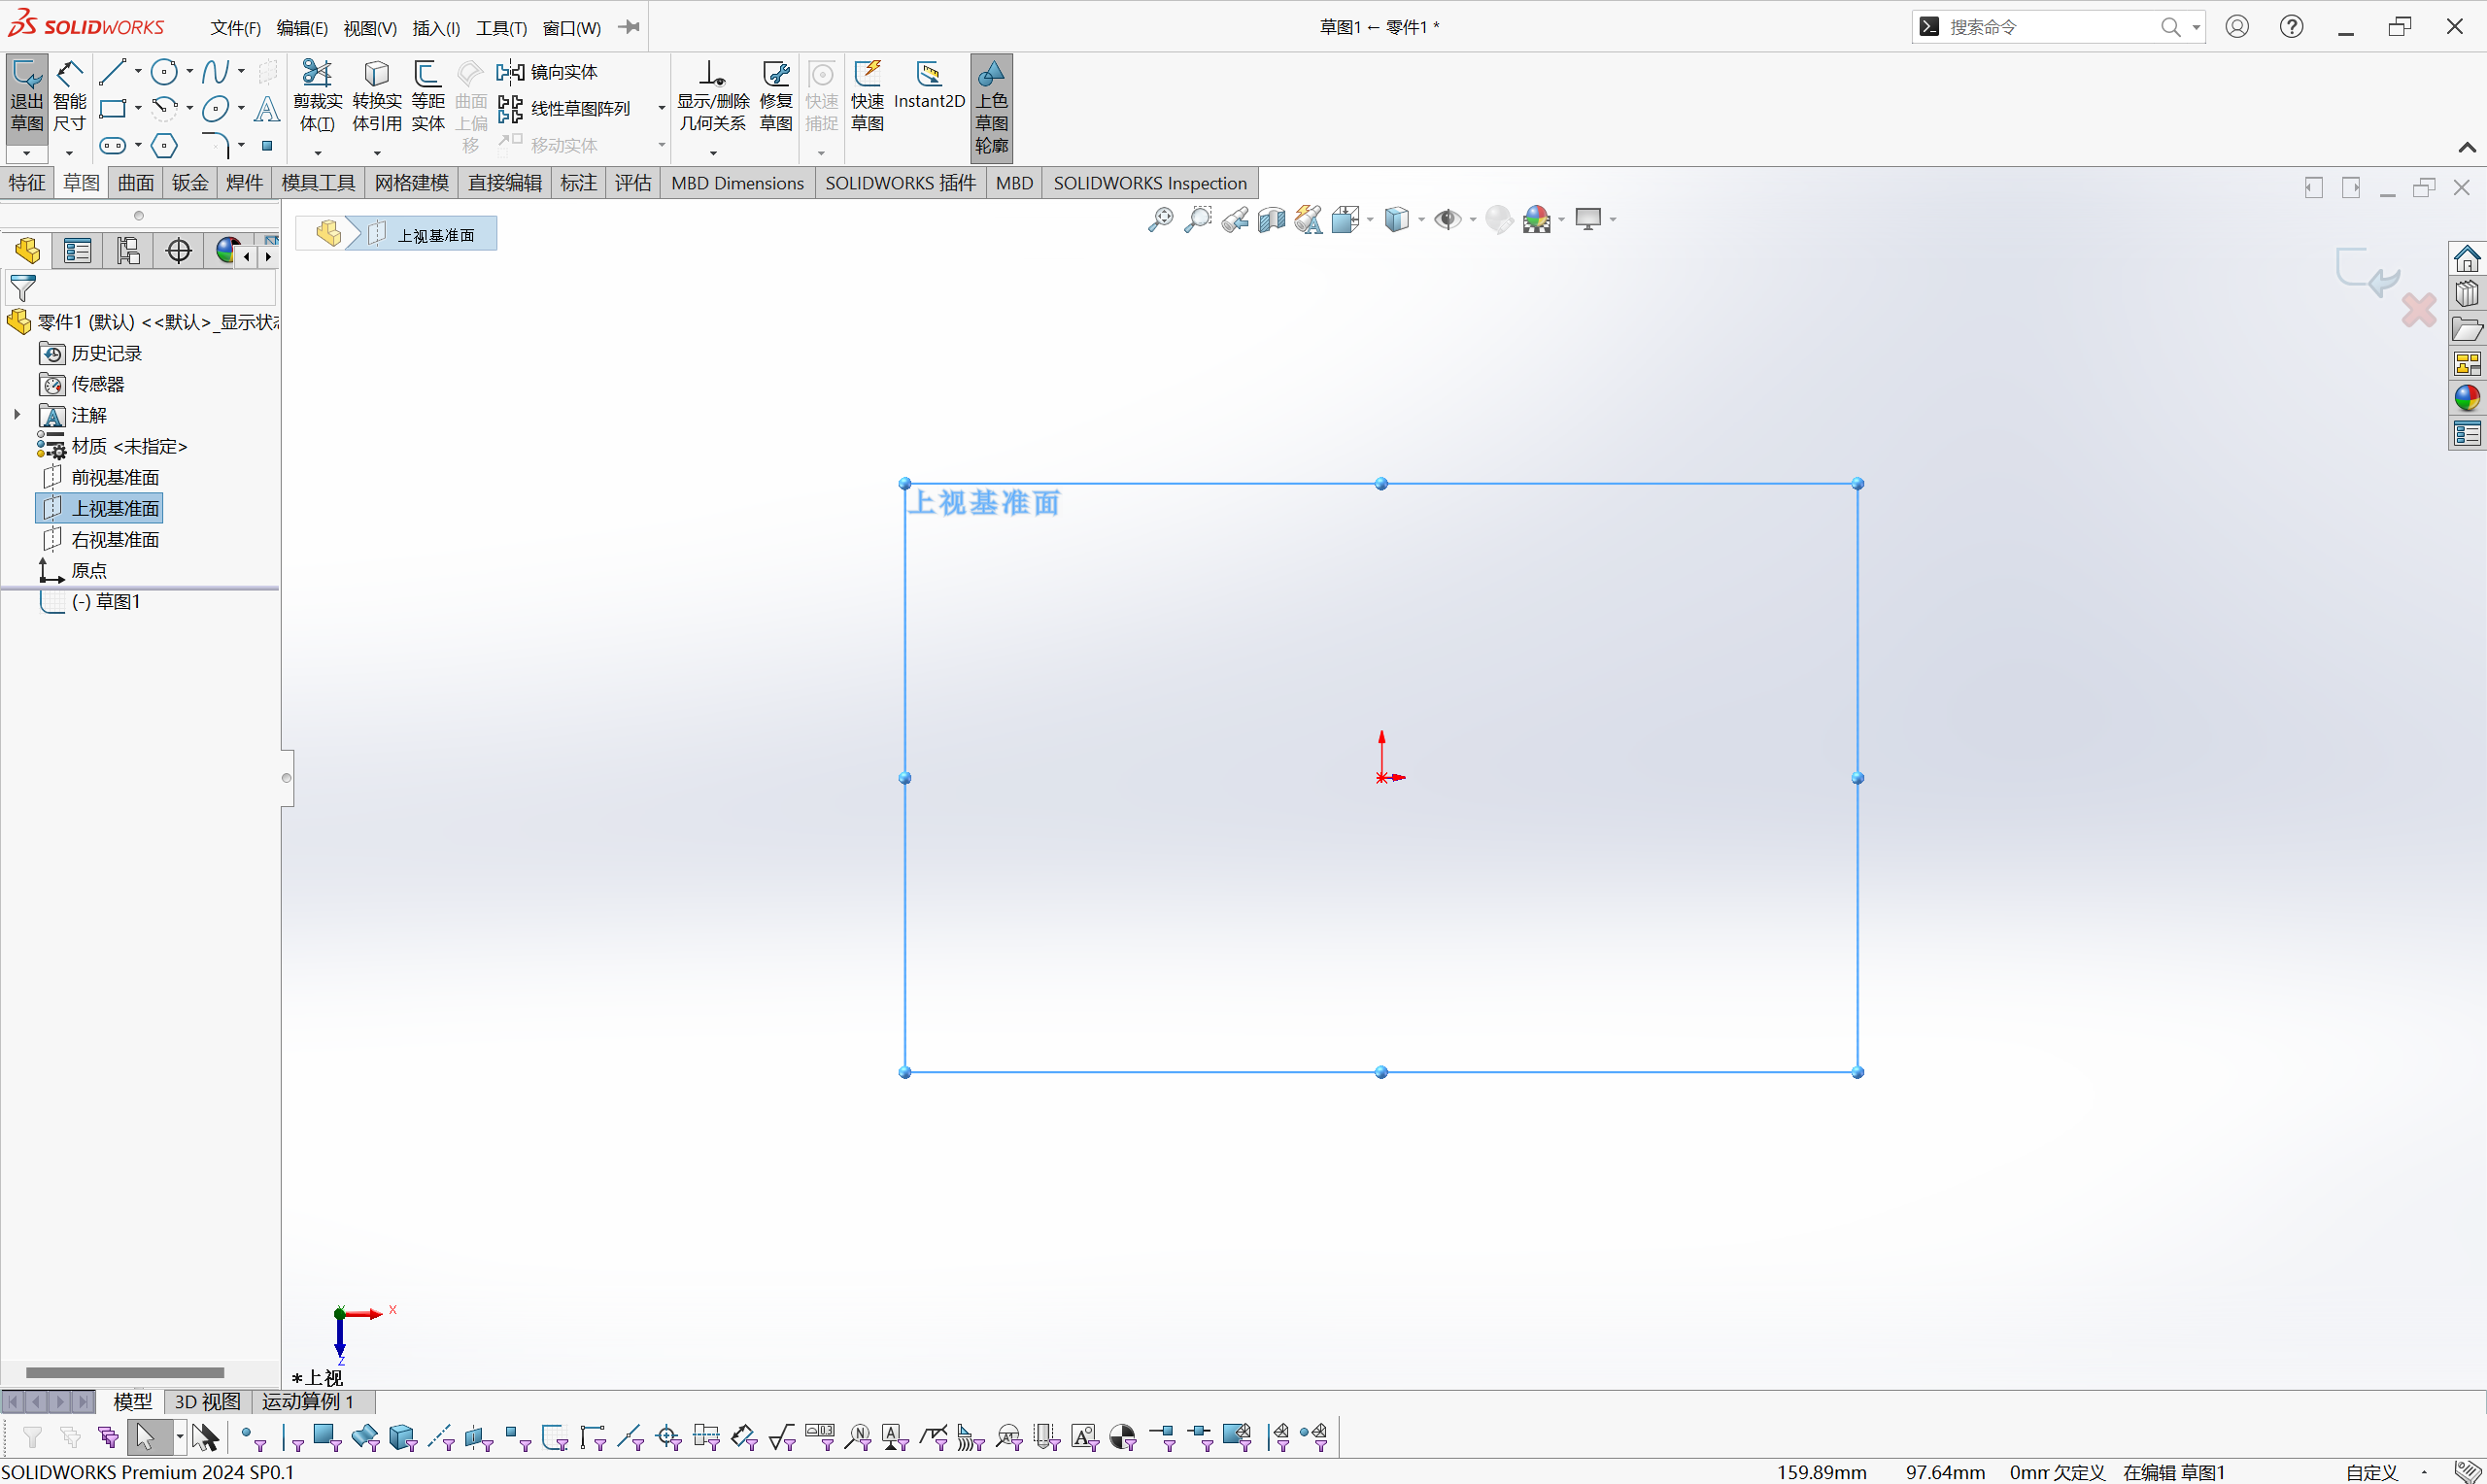 SOLIDWORKS 文件(F) 编辑(E) 视图(V) 插入(I) 工具(T) 窗口(W) 草图1 ← 零件1 * 搜索命令
退出草图 智能尺寸 剪裁实体(T) 转换实体引用 等距实体 曲面上偏移 镜向实体 线性草图阵列 移动实体 显示/删除几何关系 修复草图 快速捕捉 快速草图 Instant2D 上色草图轮廓
特征 草图 曲面 钣金 焊件 模具工具 网格建模 直接编辑 标注 评估 MBD Dimensions SOLIDWORKS 插件 MBD SOLIDWORKS Inspection
上视基准面
零件1 (默认) <<默认>_显示状态
历史记录
传感器
注解
材质 <未指定>
前视基准面
上视基准面
右视基准面
原点
(-) 草图1
上视基准面
Y X
Z
*上视
模型 3D 视图 运动算例 1
SOLIDWORKS Premium 2024 SP0.1 159.89mm 97.64mm 0mm 欠定义 在编辑 草图1 自定义